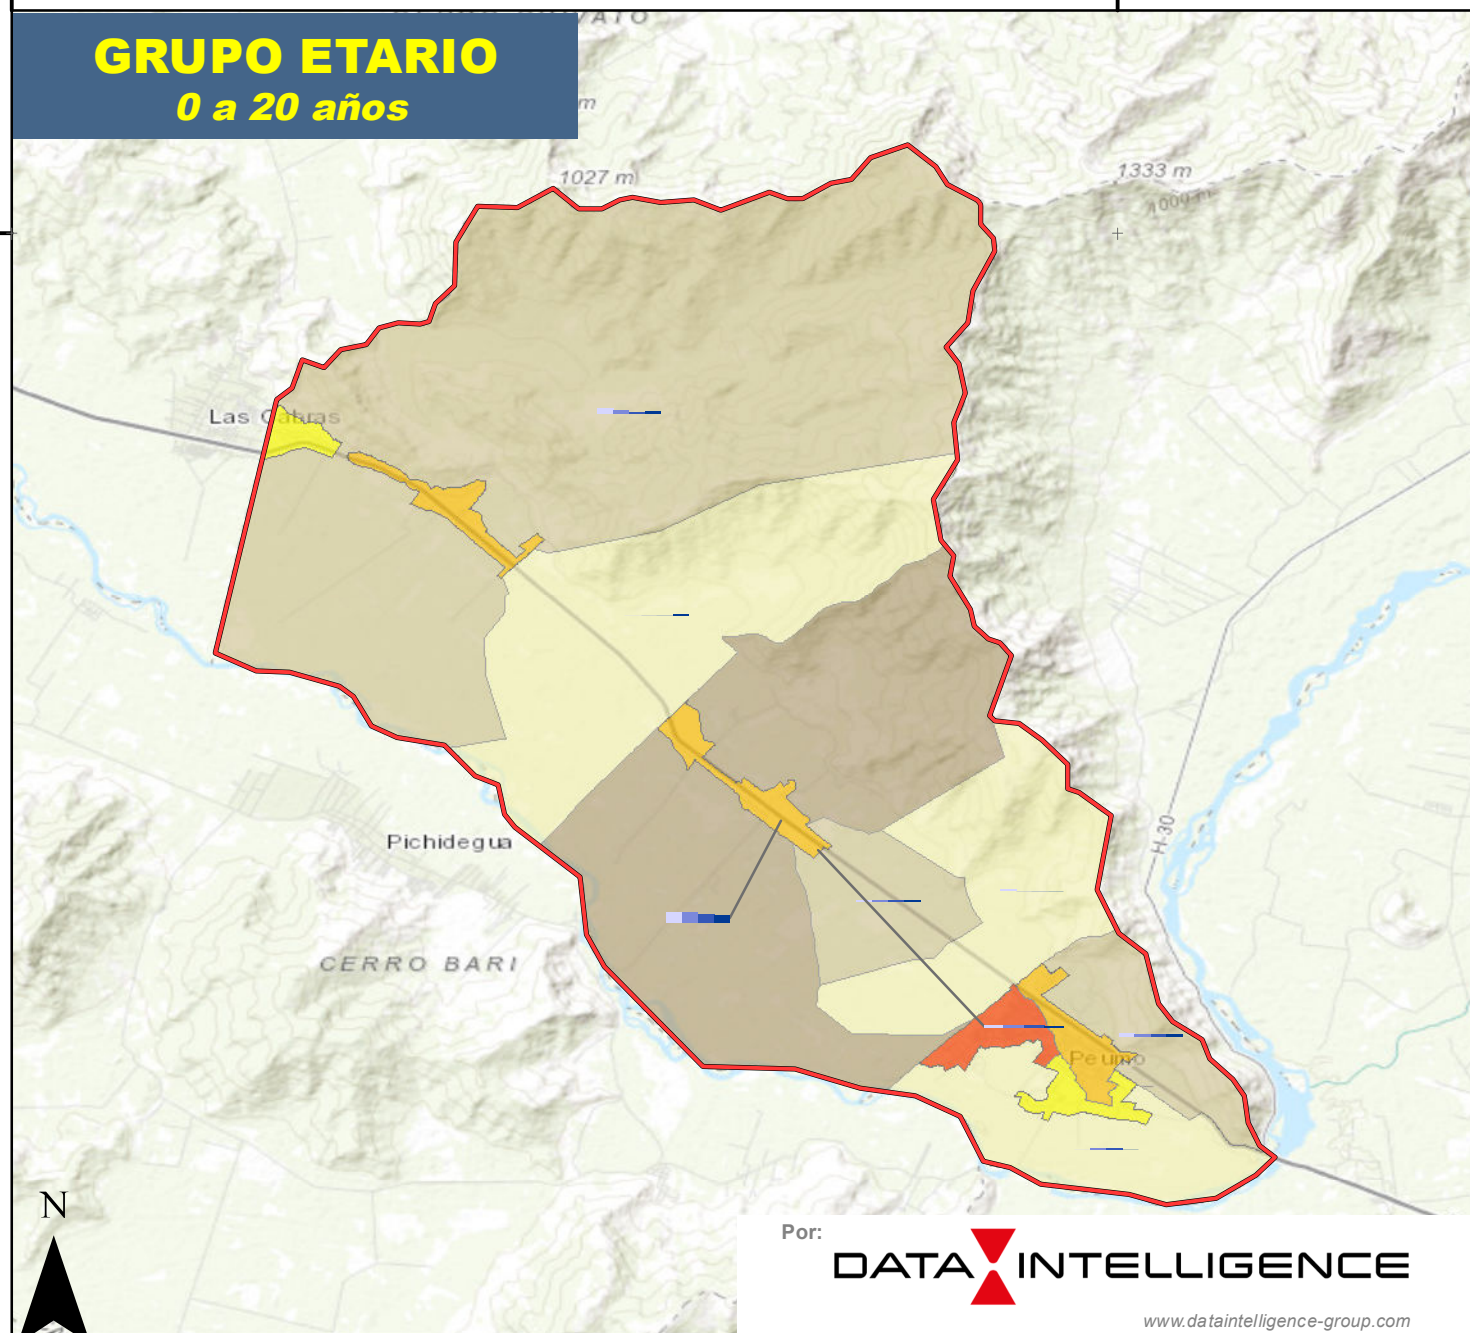 GRUPO ETARIO
0 a 20 años
m
1027 m
1333 m
1000 m
Las Cabras
H-30
Pichidegua
CERRO BARI
Peumo
N
Por:
DATA INTELLIGENCE
www.dataintelligence-group.com